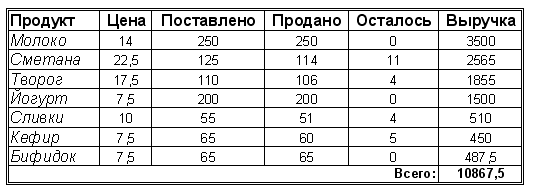 Продукт Цена Поставлено Продано Осталось Выручка
Молоко 14 250 250 0 3500
Сметана 22,5 125 114 11 2565
Творог 17,5 110 106 4 1855
Йогурт 7,5 200 200 0 1500
Сливки 10 55 51 4 510
Кефир 7,5 65 60 5 450
Бифидок 7,5 65 65 0 487,5
Всего: 10867,5